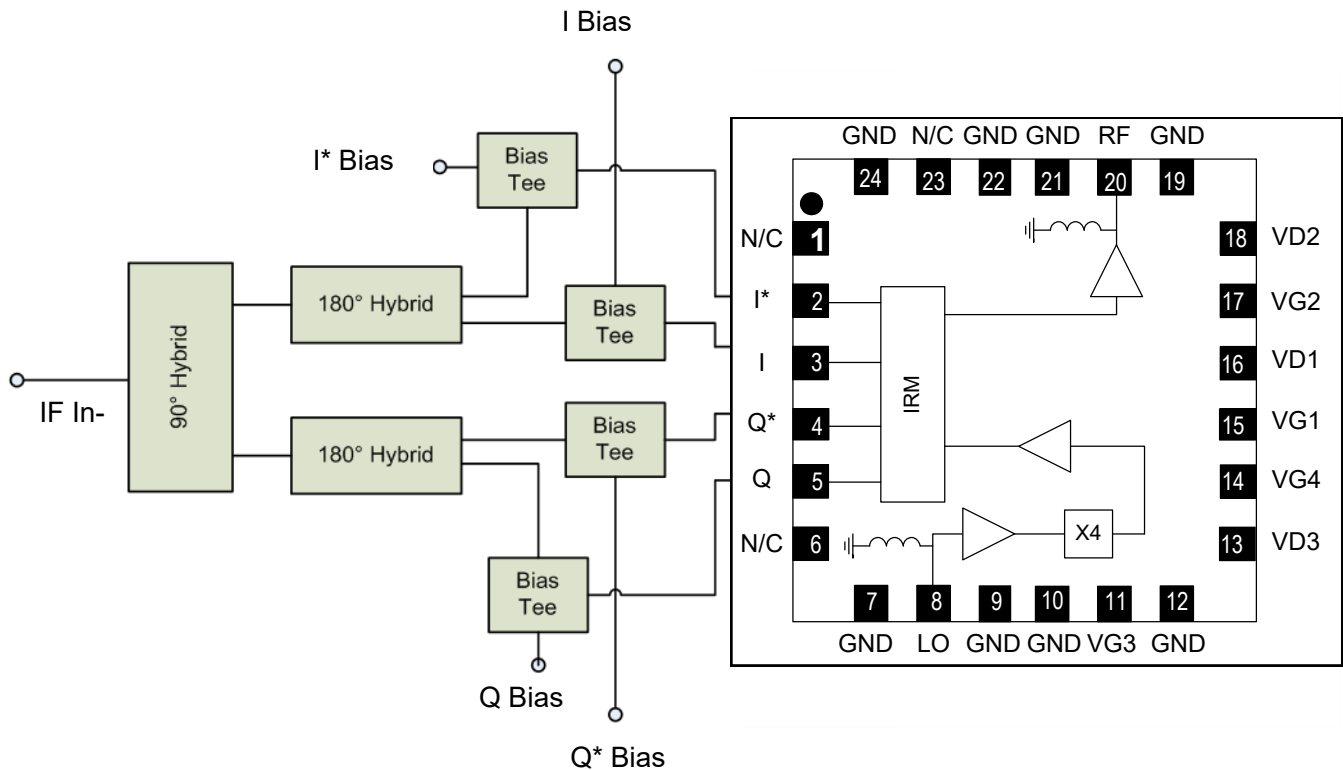 I Bias
I* Bias
Bias
Tee
Bias
Tee
180° Hybrid
90° Hybrid
IF In-
180° Hybrid
Bias
Tee
Bias
Tee
Q Bias
Q* Bias
GND N/C GND GND RF GND
24 23 22 21 20 19
N/C 1
I* 2
I 3
Q* 4
Q 5
N/C 6
IRM
X4
18 VD2
17 VG2
16 VD1
15 VG1
14 VG4
13 VD3
7 8 9 10 11 12
GND LO GND GND VG3 GND